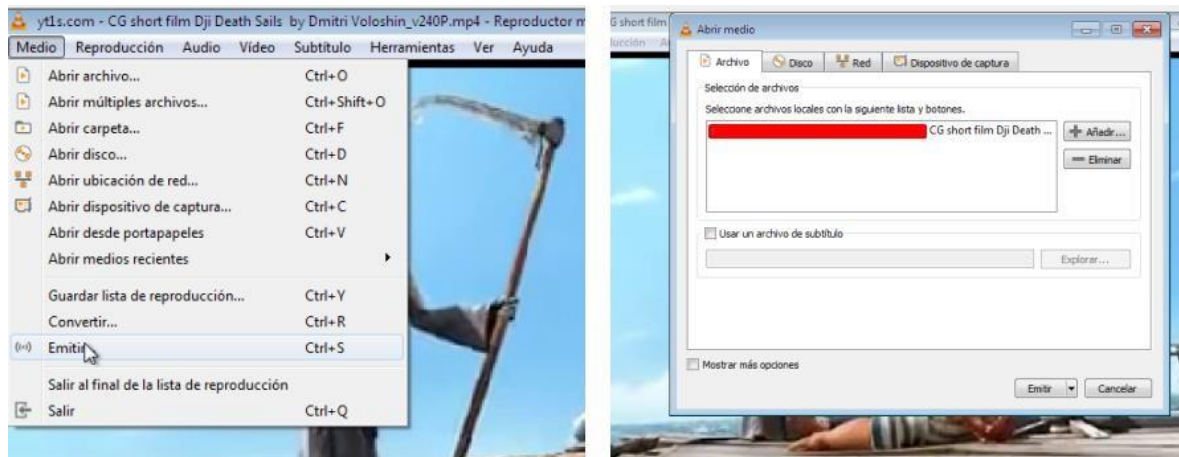 yt1s.com - CG short film Dji Death Sails by Dmitri Voloshin_v240P.mp4 - Reproductor m
Medio Reproducción Audio Vídeo Subtítulo Herramientas Ver Ayuda
Abrir archivo... Ctrl+O
Abrir múltiples archivos... Ctrl+Shift+O
Abrir carpeta... Ctrl+F
Abrir disco... Ctrl+D
Abrir ubicación de red... Ctrl+N
Abrir dispositivo de captura... Ctrl+C
Abrir desde portapapeles Ctrl+V
Abrir medios recientes
Guardar lista de reproducción... Ctrl+Y
Convertir... Ctrl+R
Emitir Ctrl+S
Salir al final de la lista de reproducción
Salir Ctrl+Q
G short film
Abrir medio
Archivo Disco Red Dispositivo de captura
Selección de archivos
Seleccione archivos locales con la siguiente lista y botones.
CG short film Dji Death ... Añadir...
Eliminar
Usar un archivo de subtítulo
Explorar...
Mostrar más opciones
Emitir Cancelar